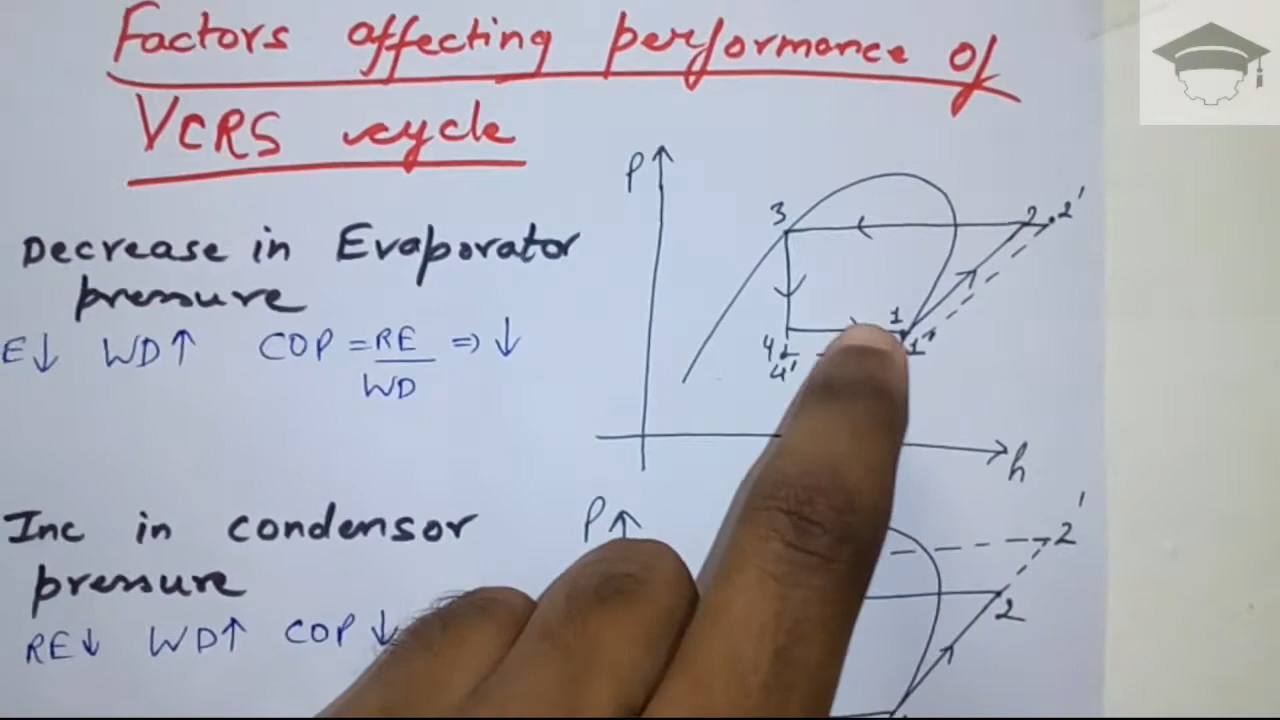 Factors affecting performance of
VCRS cycle
Decrease in Evaporator
pressure
E↓ WD↑ COP = RE/WD ⇒ ↓
P
3
2
2'
1
1'
4
4'
h
Inc in condensor
pressure
RE↓ WD↑ COP ↓
P
2'
2